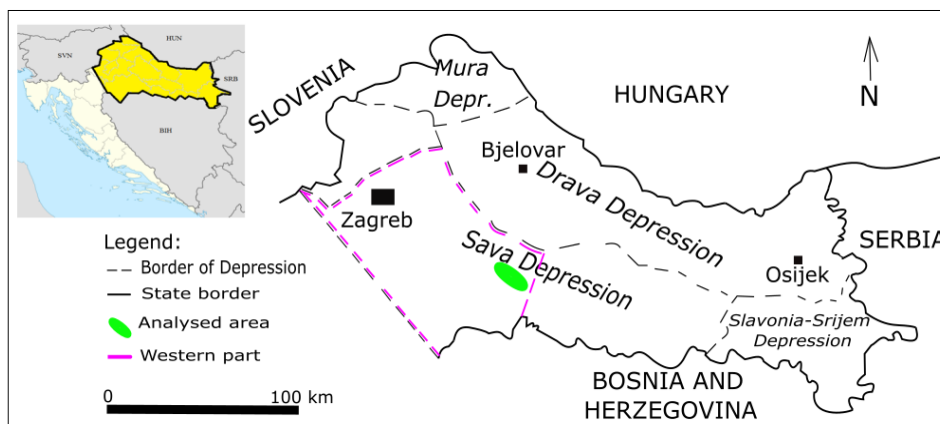 HUN
SVN
SRB
BIH
SLOVENIA
Mura
Depr.
HUNGARY
N
Bjelovar
Drava Depression
Zagreb
Sava Depression
SERBIA
Osijek
Slavonia-Srijem
Depression
BOSNIA AND
HERZEGOVINA
Legend:
Border of Depression
State border
Analysed area
Western part
100 km